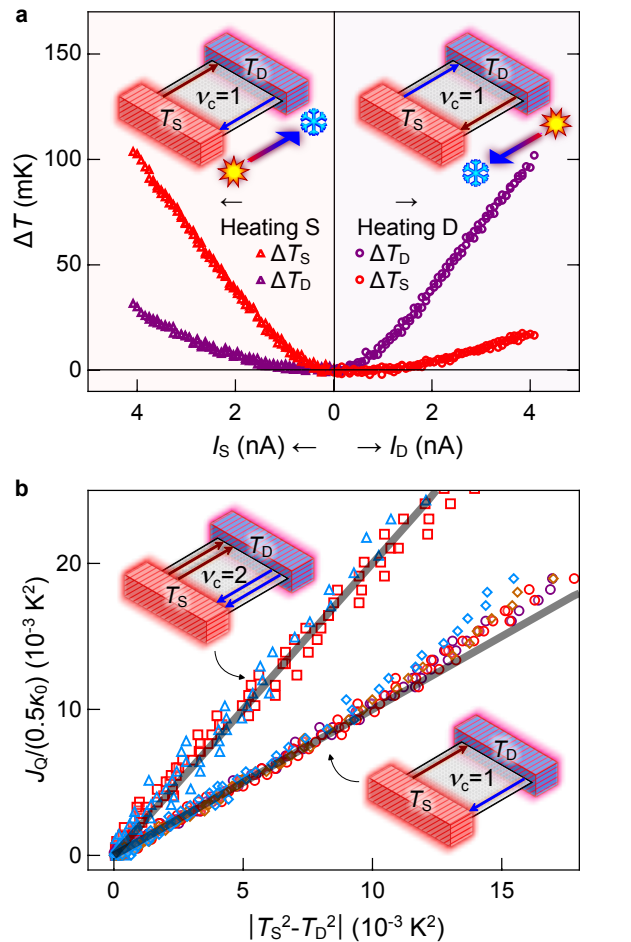 a
150
100
50
0
ΔT (mK)
T_D
ν_c=1
T_S
T_D
ν_c=1
T_S
←
→
Heating S
Heating D
ΔT_S
ΔT_D
ΔT_D
ΔT_S
4
2
0
2
4
I_S (nA) ←
→ I_D (nA)
b
20
10
0
J_Q/(0.5κ_0) (10^-3 K^2)
T_D
ν_c=2
T_S
T_D
ν_c=1
T_S
0
5
10
15
|T_S^2-T_D^2| (10^-3 K^2)